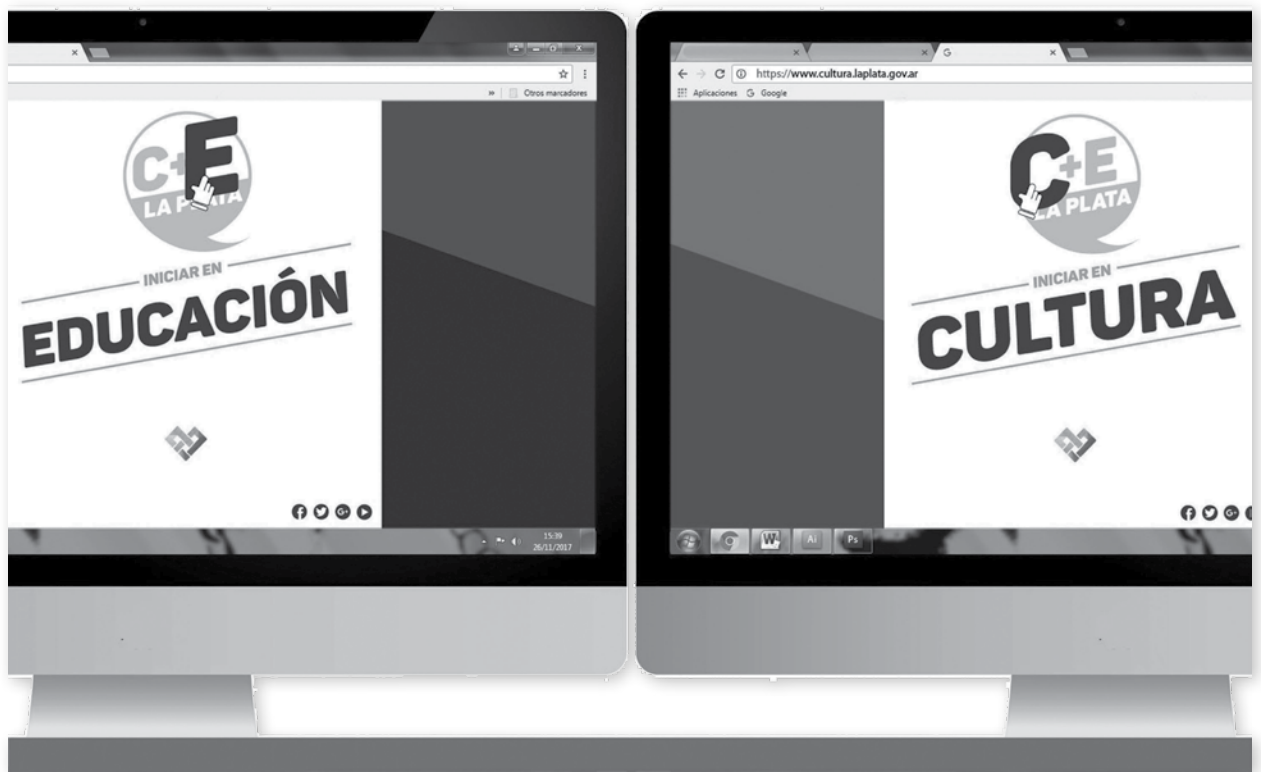 Otros marcadores
C+E
LA PLATA
INICIAR EN
EDUCACIÓN
15:39
26/11/2017
https://www.cultura.laplata.gov.ar
Aplicaciones G Google
C+E
LA PLATA
INICIAR EN
CULTURA
W Ai Ps